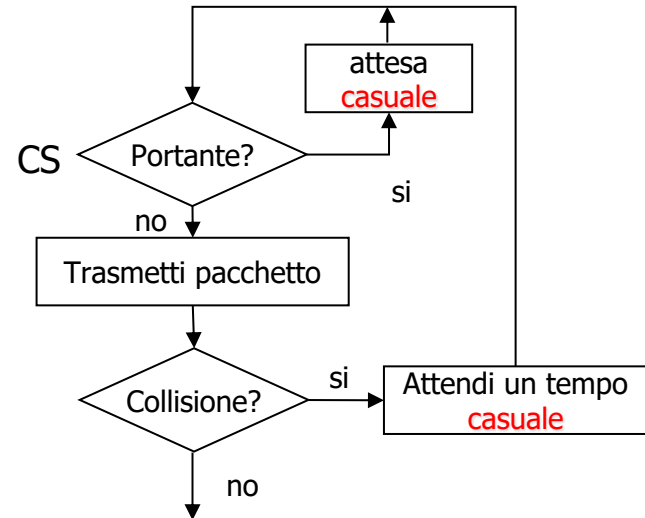 attesa
casuale
CS
Portante?
si
no
Trasmetti pacchetto
Collisione?
si
Attendi un tempo
casuale
no